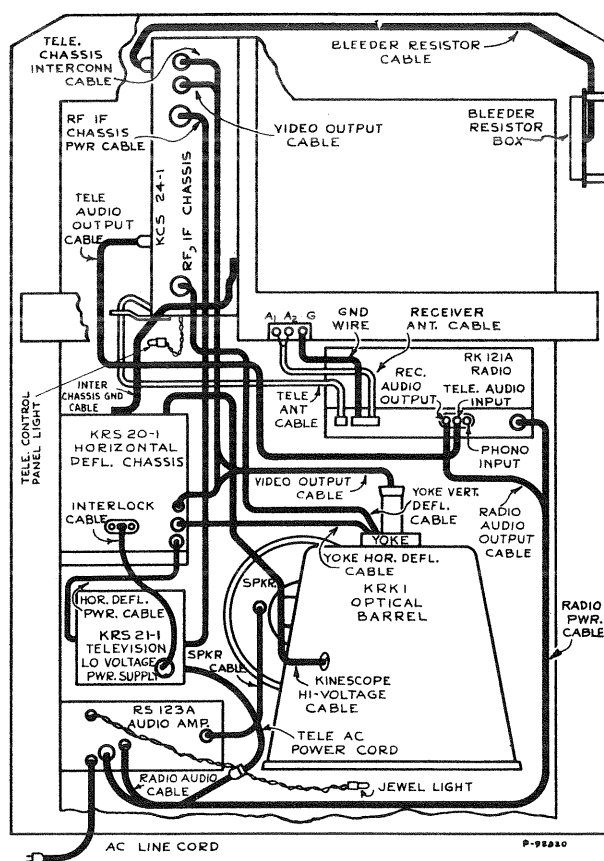 TELE.
CHASSIS
INTERCONN
CABLE
BLEEDER RESISTOR
CABLE
RF IF
CHASSIS
PWR CABLE
VIDEO OUTPUT
CABLE
BLEEDER
RESISTOR
BOX
KCS 24-1
RF, IF CHASSIS
TELE
AUDIO
OUTPUT
CABLE
A1 A2 G
GND
WIRE
RECEIVER
ANT. CABLE
RK 121A
RADIO
REC.
AUDIO
OUTPUT
TELE. AUDIO
INPUT
TELE
ANT
CABLE
PHONO
INPUT
TELE. CONTROL
PANEL LIGHT
INTER
CHASSIS GND
CABLE
KRS 20-1
HORIZONTAL
DEFL. CHASSIS
INTERLOCK
CABLE
VIDEO OUTPUT
CABLE
YOKE VERT.
DEFL.
CABLE
RADIO
AUDIO
OUTPUT
CABLE
YOKE
YOKE HOR. DEFL.
CABLE
HOR. DEFL.
PWR. CABLE
KRS 21-1
TELEVISION
LO VOLTAGE
PWR. SUPPLY
SPKR.
KRK1
OPTICAL
BARREL
RADIO
PWR.
CABLE
SPKR
CABLE
KINESCOPE
HI-VOLTAGE
CABLE
RS 123A
AUDIO AMP.
TELE AC
POWER CORD
RADIO AUDIO
CABLE
JEWEL LIGHT
AC LINE CORD
P-92820